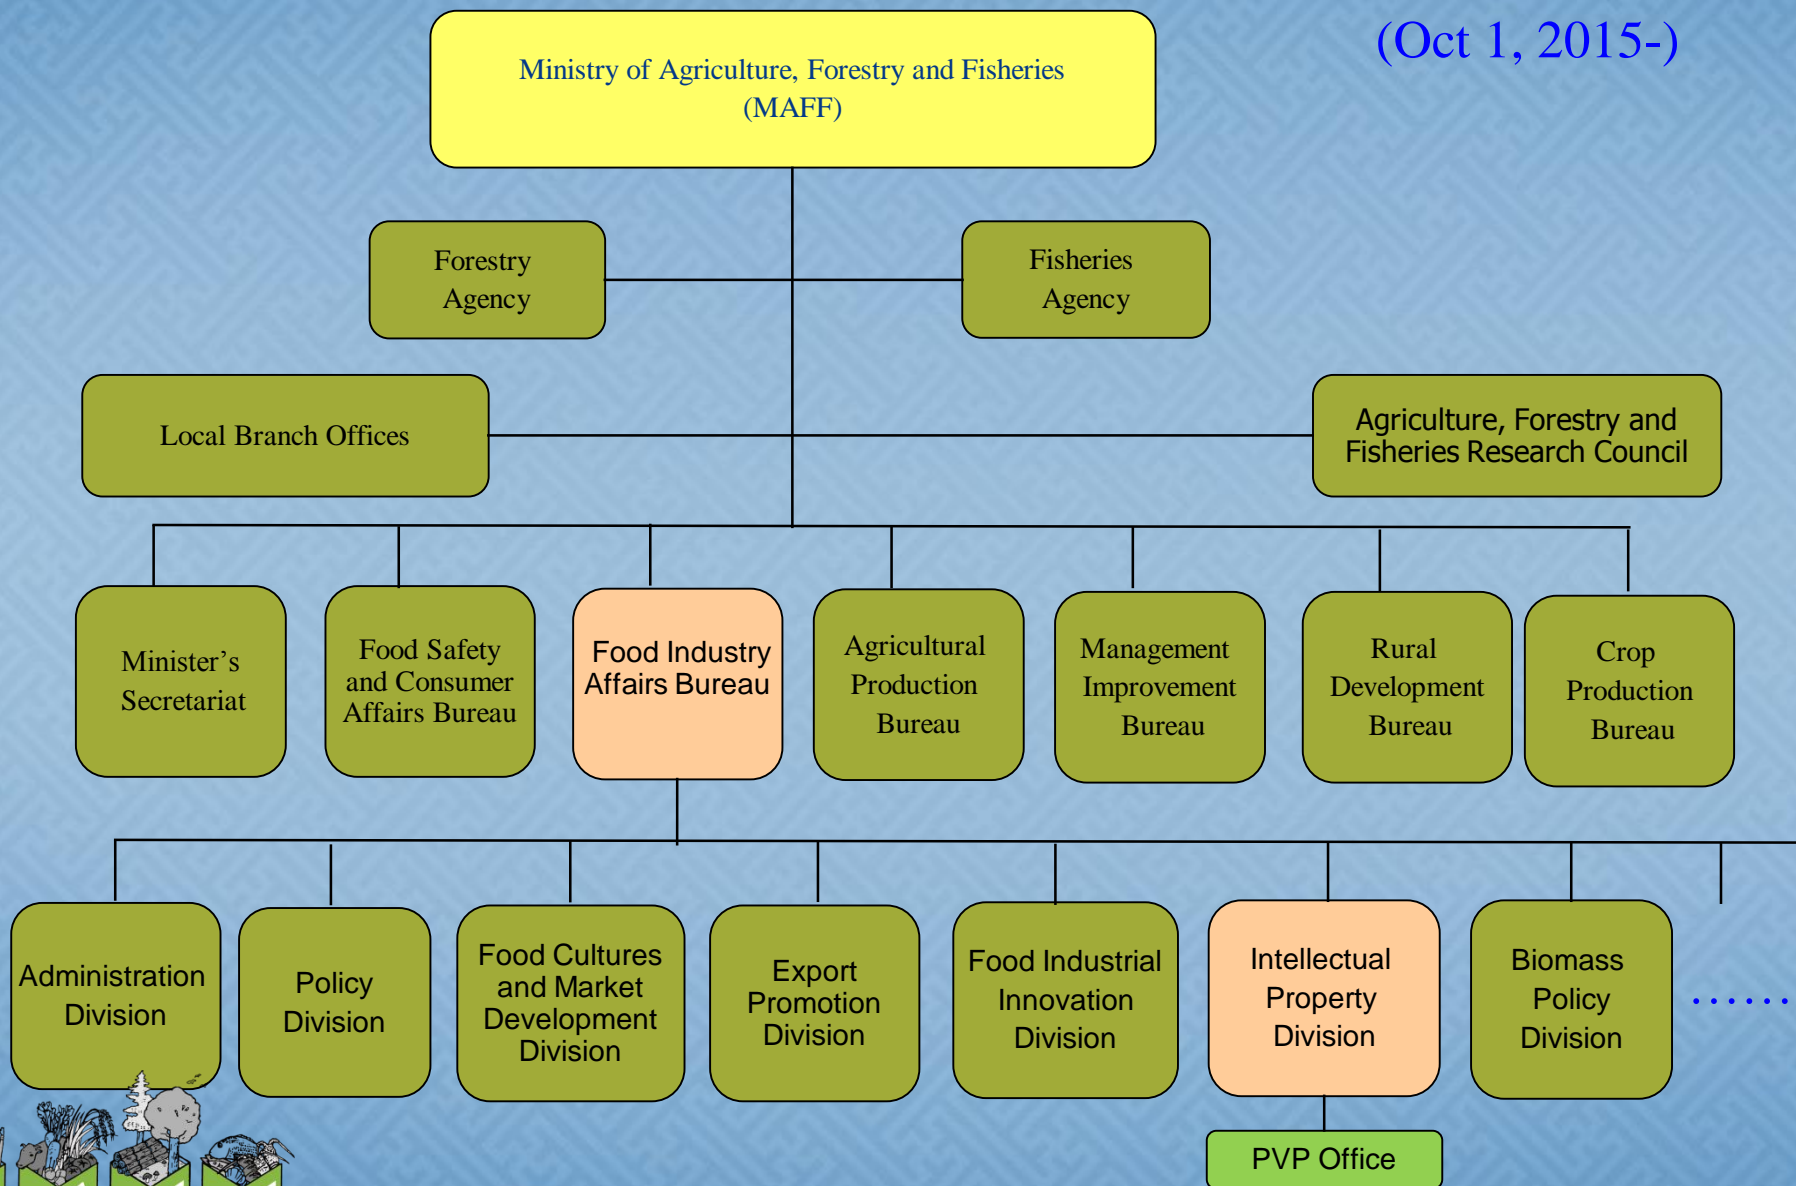 (Oct 1, 2015-)
Ministry of Agriculture, Forestry and Fisheries
(MAFF)
Forestry
Agency
Fisheries
Agency
Local Branch Offices
Agriculture, Forestry and
Fisheries Research Council
Minister’s
Secretariat
Food Safety
and Consumer
Affairs Bureau
Food Industry
Affairs Bureau
Agricultural
Production
Bureau
Management
Improvement
Bureau
Rural
Development
Bureau
Crop
Production
Bureau
Administration
Division
Policy
Division
Food Cultures
and Market
Development
Division
Export
Promotion
Division
Food Industrial
Innovation
Division
Intellectual
Property
Division
Biomass
Policy
Division
......
PVP Office